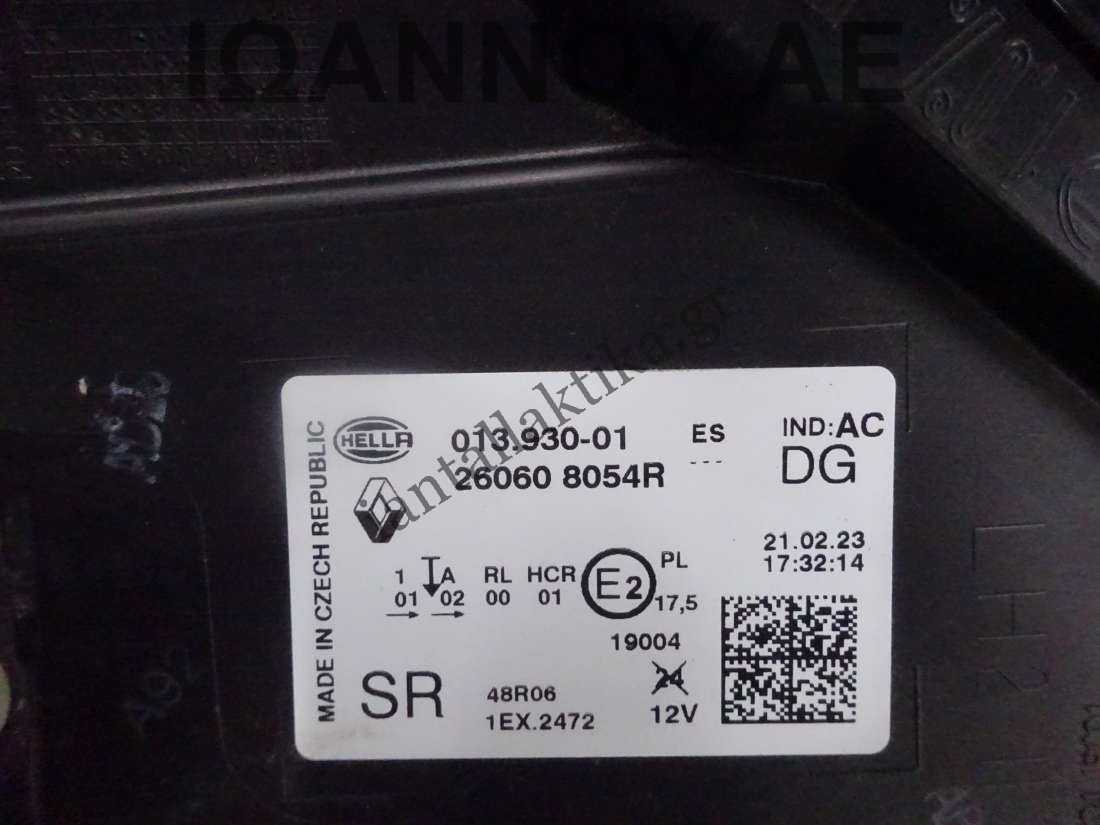 ΙΩΑΝΝΟΥ ΑΕ
antallaktika.gr
MADE IN CZECH REPUBLIC
HELLA
013.930-01
ES
IND:AC
26060 8054R
---
DG
21.02.23
17:32:14
1 A RL HCR E2 PL
01 02 00 01 17,5
19004
SR
48R06
24
1EX.2472
12V